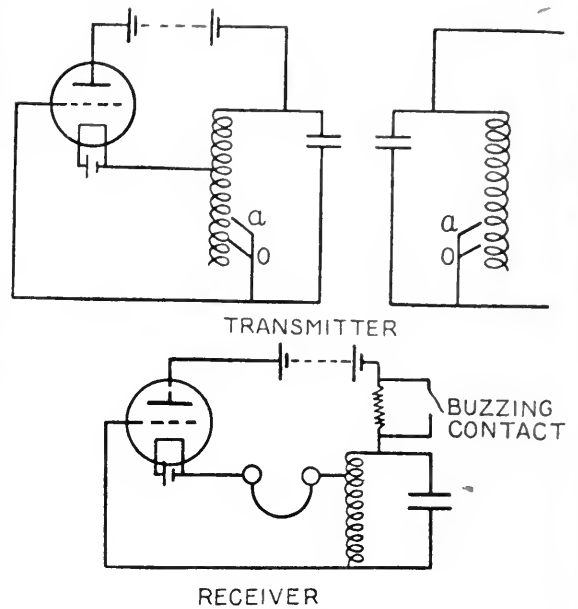 a
O
a
O
TRANSMITTER
BUZZING
CONTACT
RECEIVER